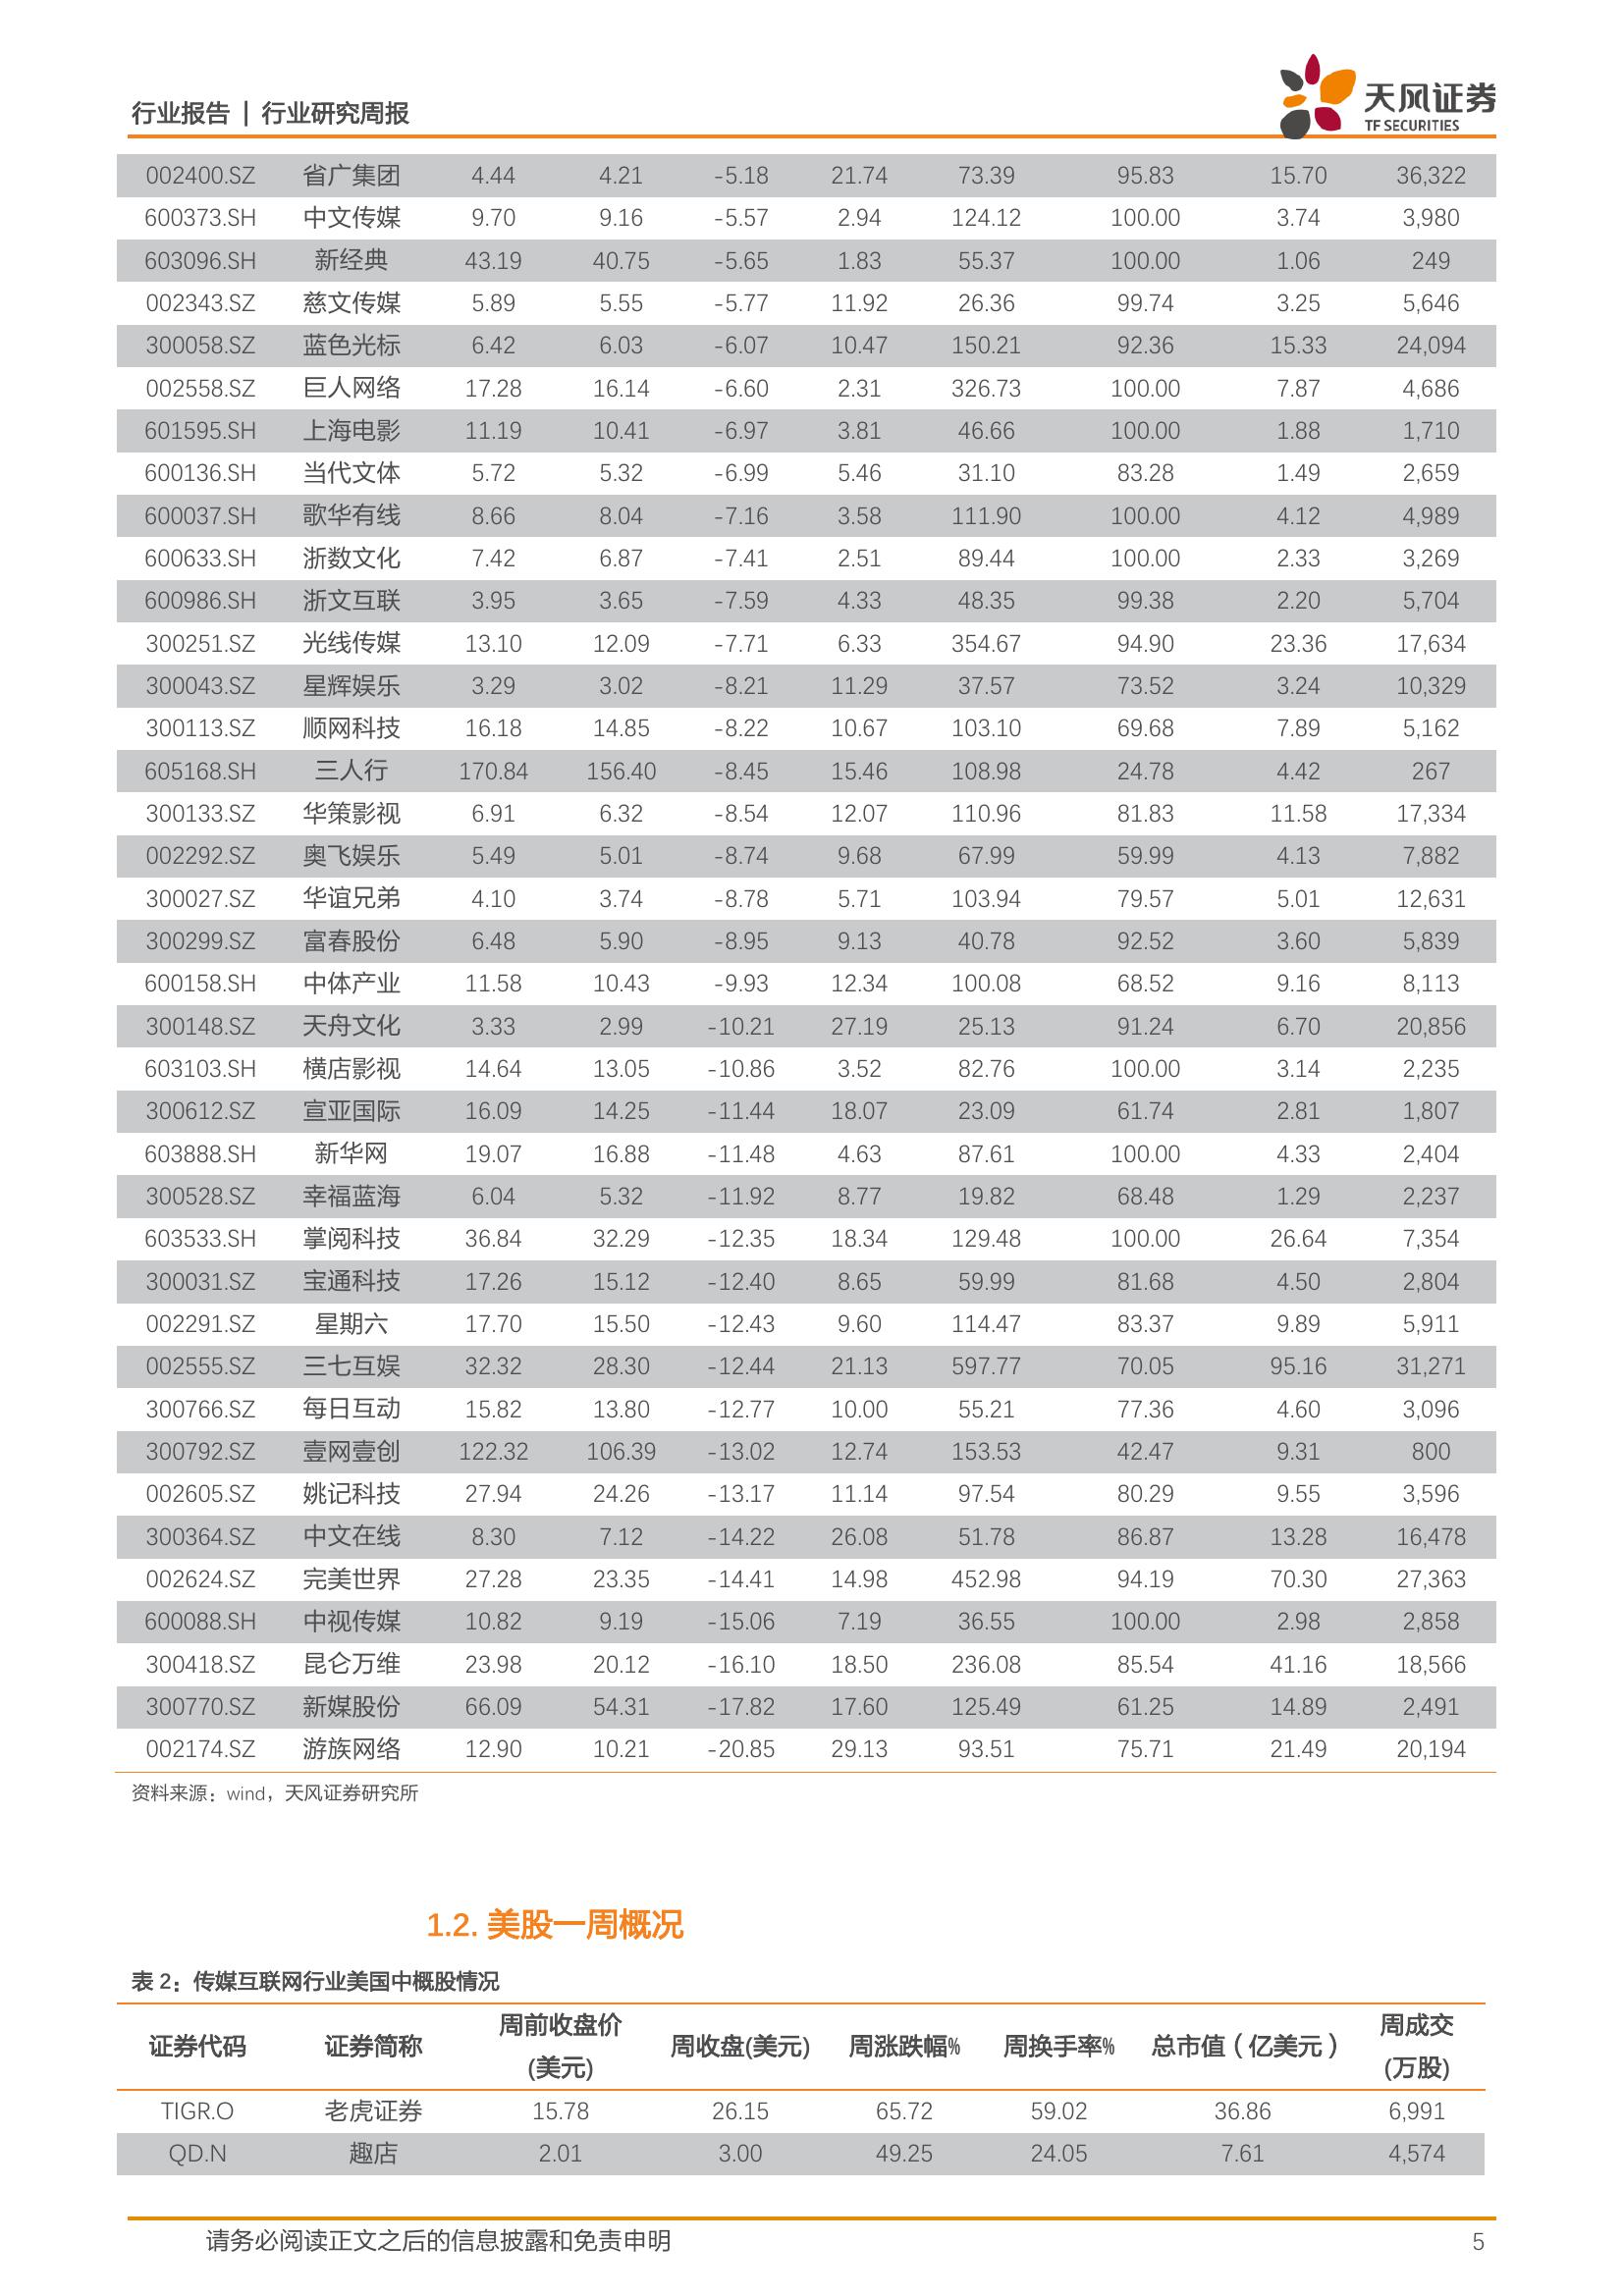 行业报告 | 行业研究周报
天风证券
TF SECURITIES
002400.SZ 省广集团 4.44 4.21 -5.18 21.74 73.39 95.83 15.70 36,322
600373.SH 中文传媒 9.70 9.16 -5.57 2.94 124.12 100.00 3.74 3,980
603096.SH 新经典 43.19 40.75 -5.65 1.83 55.37 100.00 1.06 249
002343.SZ 慈文传媒 5.89 5.55 -5.77 11.92 26.36 99.74 3.25 5,646
300058.SZ 蓝色光标 6.42 6.03 -6.07 10.47 150.21 92.36 15.33 24,094
002558.SZ 巨人网络 17.28 16.14 -6.60 2.31 326.73 100.00 7.87 4,686
601595.SH 上海电影 11.19 10.41 -6.97 3.81 46.66 100.00 1.88 1,710
600136.SH 当代文体 5.72 5.32 -6.99 5.46 31.10 83.28 1.49 2,659
600037.SH 歌华有线 8.66 8.04 -7.16 3.58 111.90 100.00 4.12 4,989
600633.SH 浙数文化 7.42 6.87 -7.41 2.51 89.44 100.00 2.33 3,269
600986.SH 浙文互联 3.95 3.65 -7.59 4.33 48.35 99.38 2.20 5,704
300251.SZ 光线传媒 13.10 12.09 -7.71 6.33 354.67 94.90 23.36 17,634
300043.SZ 星辉娱乐 3.29 3.02 -8.21 11.29 37.57 73.52 3.24 10,329
300113.SZ 顺网科技 16.18 14.85 -8.22 10.67 103.10 69.68 7.89 5,162
605168.SH 三人行 170.84 156.40 -8.45 15.46 108.98 24.78 4.42 267
300133.SZ 华策影视 6.91 6.32 -8.54 12.07 110.96 81.83 11.58 17,334
002292.SZ 奥飞娱乐 5.49 5.01 -8.74 9.68 67.99 59.99 4.13 7,882
300027.SZ 华谊兄弟 4.10 3.74 -8.78 5.71 103.94 79.57 5.01 12,631
300299.SZ 富春股份 6.48 5.90 -8.95 9.13 40.78 92.52 3.60 5,839
600158.SH 中体产业 11.58 10.43 -9.93 12.34 100.08 68.52 9.16 8,113
300148.SZ 天舟文化 3.33 2.99 -10.21 27.19 25.13 91.24 6.70 20,856
603103.SH 横店影视 14.64 13.05 -10.86 3.52 82.76 100.00 3.14 2,235
300612.SZ 宣亚国际 16.09 14.25 -11.44 18.07 23.09 61.74 2.81 1,807
603888.SH 新华网 19.07 16.88 -11.48 4.63 87.61 100.00 4.33 2,404
300528.SZ 幸福蓝海 6.04 5.32 -11.92 8.77 19.82 68.48 1.29 2,237
603533.SH 掌阅科技 36.84 32.29 -12.35 18.34 129.48 100.00 26.64 7,354
300031.SZ 宝通科技 17.26 15.12 -12.40 8.65 59.99 81.68 4.50 2,804
002291.SZ 星期六 17.70 15.50 -12.43 9.60 114.47 83.37 9.89 5,911
002555.SZ 三七互娱 32.32 28.30 -12.44 21.13 597.77 70.05 95.16 31,271
300766.SZ 每日互动 15.82 13.80 -12.77 10.00 55.21 77.36 4.60 3,096
300792.SZ 壹网壹创 122.32 106.39 -13.02 12.74 153.53 42.47 9.31 800
002605.SZ 姚记科技 27.94 24.26 -13.17 11.14 97.54 80.29 9.55 3,596
300364.SZ 中文在线 8.30 7.12 -14.22 26.08 51.78 86.87 13.28 16,478
002624.SZ 完美世界 27.28 23.35 -14.41 14.98 452.98 94.19 70.30 27,363
600088.SH 中视传媒 10.82 9.19 -15.06 7.19 36.55 100.00 2.98 2,858
300418.SZ 昆仑万维 23.98 20.12 -16.10 18.50 236.08 85.54 41.16 18,566
300770.SZ 新媒股份 66.09 54.31 -17.82 17.60 125.49 61.25 14.89 2,491
002174.SZ 游族网络 12.90 10.21 -20.85 29.13 93.51 75.71 21.49 20,194
资料来源：wind，天风证券研究所
1.2. 美股一周概况
表 2：传媒互联网行业美国中概股情况
证券代码 证券简称 周前收盘价(美元) 周收盘(美元) 周涨跌幅% 周换手率% 总市值（亿美元） 周成交(万股)
TIGR.O 老虎证券 15.78 26.15 65.72 59.02 36.86 6,991
QD.N 趣店 2.01 3.00 49.25 24.05 7.61 4,574
请务必阅读正文之后的信息披露和免责申明 5